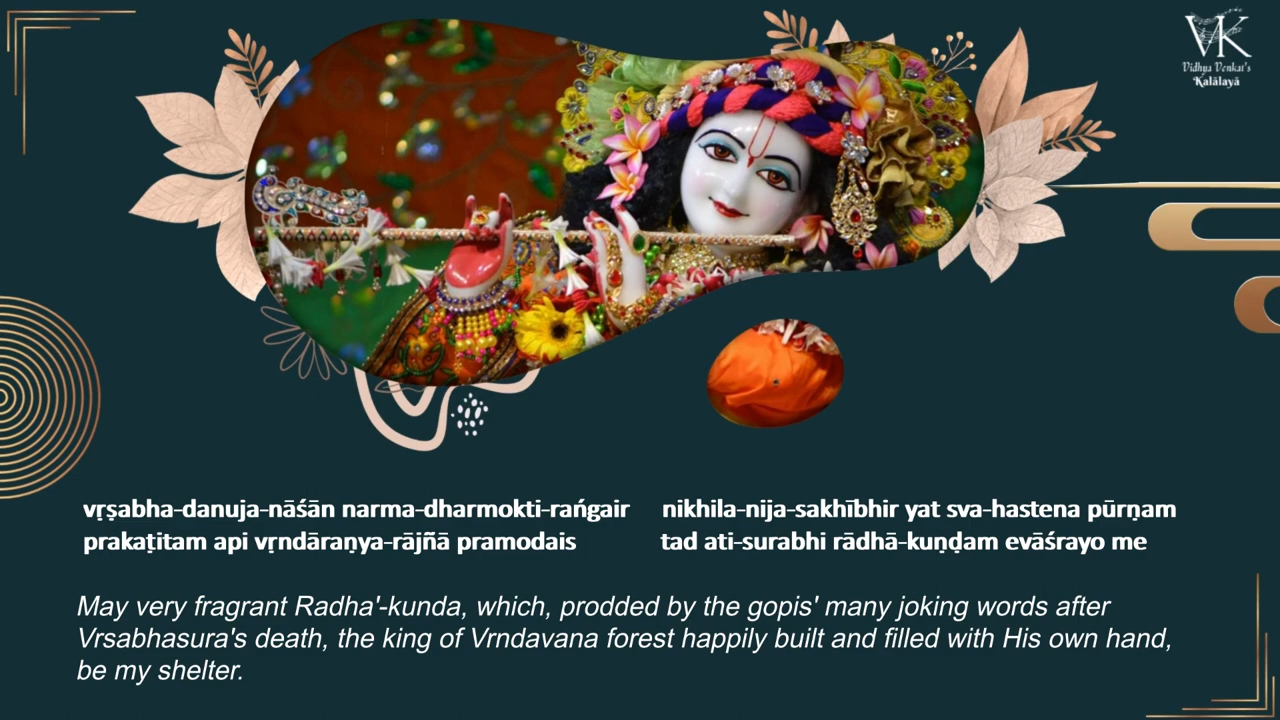 VK
Vidhya Venkat's
Kalālayā
vṛṣabha-danuja-nāśān narma-dharmokti-rańgair
prakaṭitam api vṛndāraṇya-rājñā pramodais
nikhila-nija-sakhībhir yat sva-hastena pūrṇam
tad ati-surabhi rādhā-kuṇḍam evāśrayo me
May very fragrant Radha'-kunda, which, prodded by the gopis' many joking words after
Vrsabhasura's death, the king of Vrndavana forest happily built and filled with His own hand,
be my shelter.